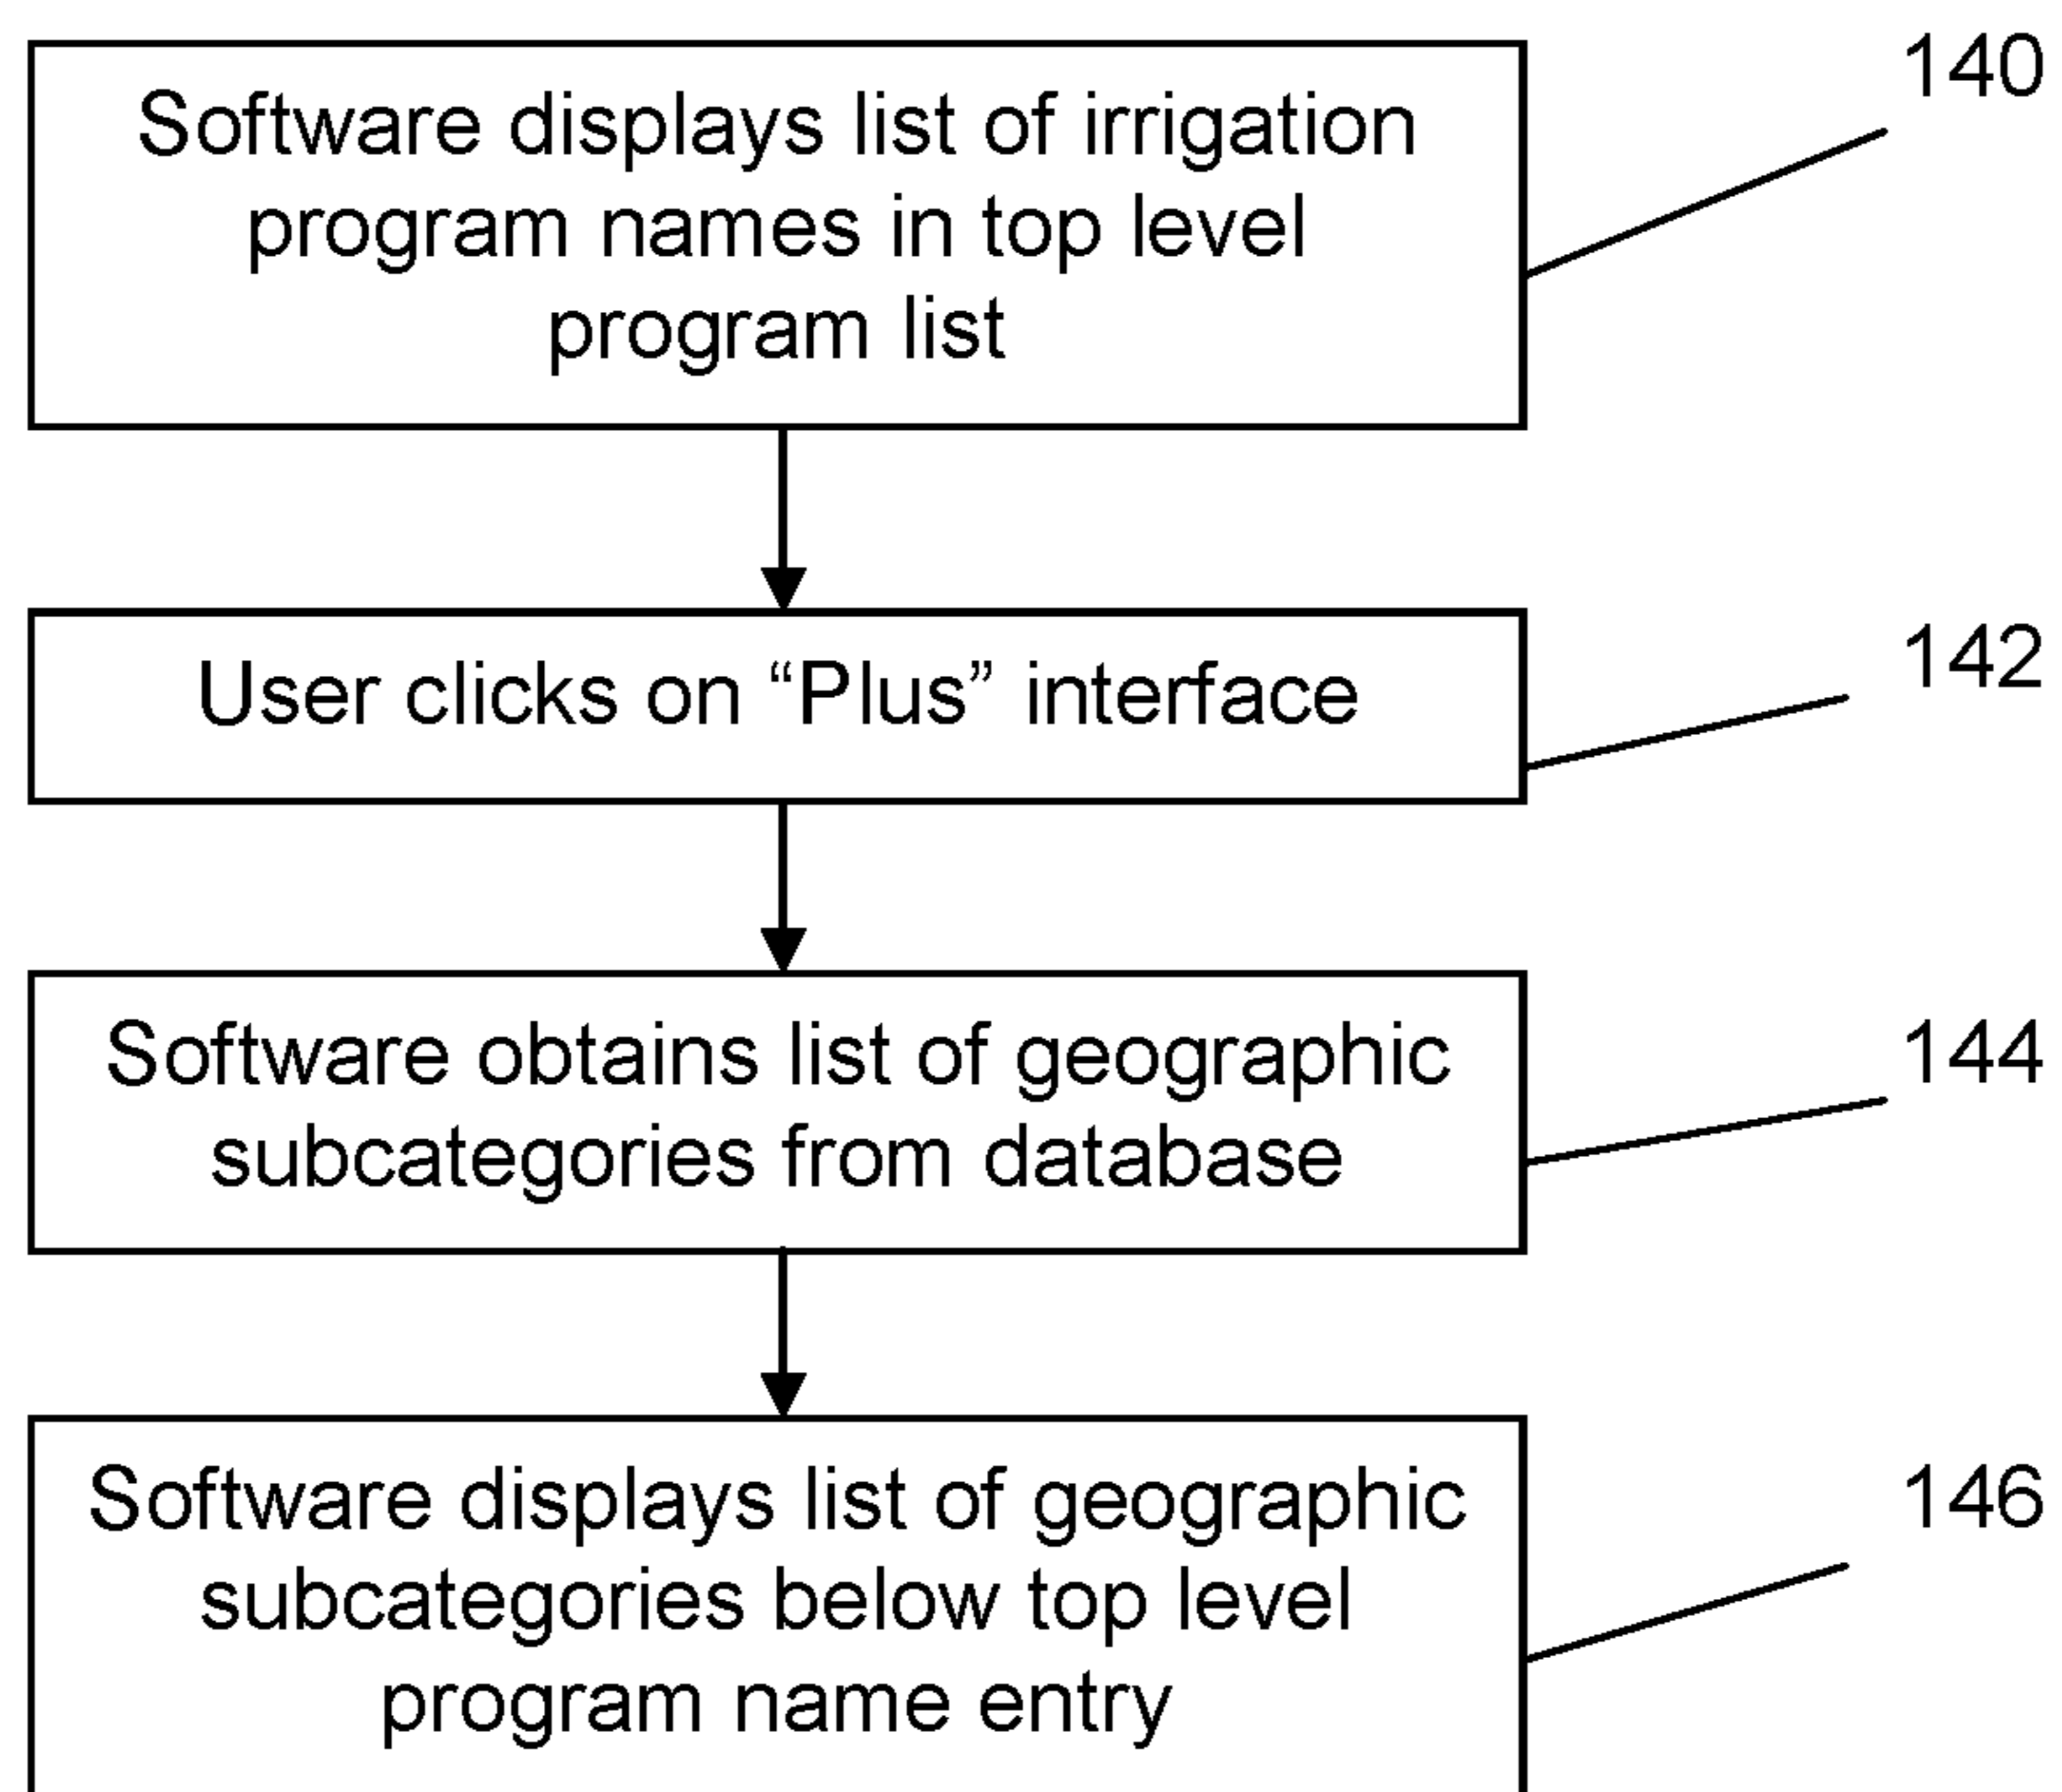 Software displays list of irrigation
program names in top level
program list
140
User clicks on “Plus” interface
142
Software obtains list of geographic
subcategories from database
144
Software displays list of geographic
subcategories below top level
program name entry
146